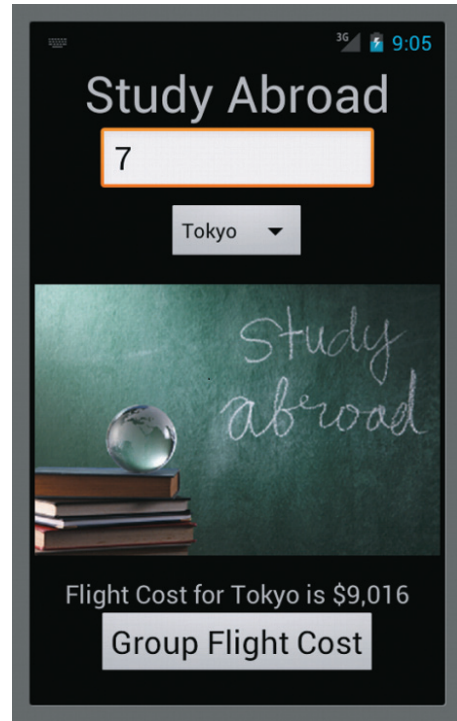 3G 9:05
Study Abroad
7
Tokyo
Study
abroad
Flight Cost for Tokyo is $9,016
Group Flight Cost